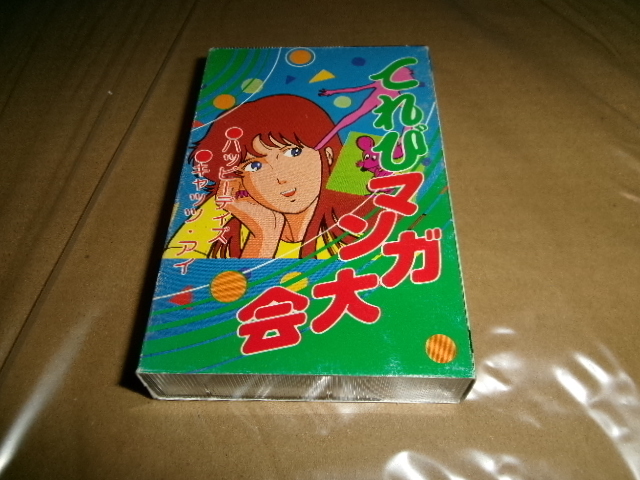 てれびマンガ大会
●ハッピーディズ
●キャッツ・アイ